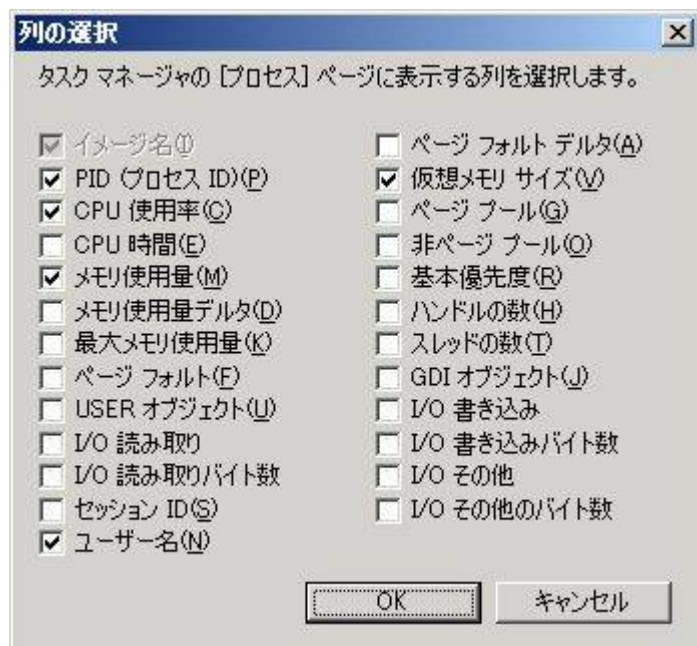 列の選択
タスク マネージャの [プロセス] ページに表示する列を選択します。
イメージ名(I)
PID (プロセス ID)(P)
CPU 使用率(C)
CPU 時間(E)
メモリ使用量(M)
メモリ使用量デルタ(D)
最大メモリ使用量(K)
ページ フォルト(F)
USER オブジェクト(U)
I/O 読み取り
I/O 読み取りバイト数
セッション ID(S)
ユーザー名(N)
ページ フォルト デルタ(A)
仮想メモリ サイズ(V)
ページ プール(G)
非ページ プール(O)
基本優先度(R)
ハンドルの数(H)
スレッドの数(T)
GDI オブジェクト(J)
I/O 書き込み
I/O 書き込みバイト数
I/O その他
I/O その他のバイト数
OK
キャンセル